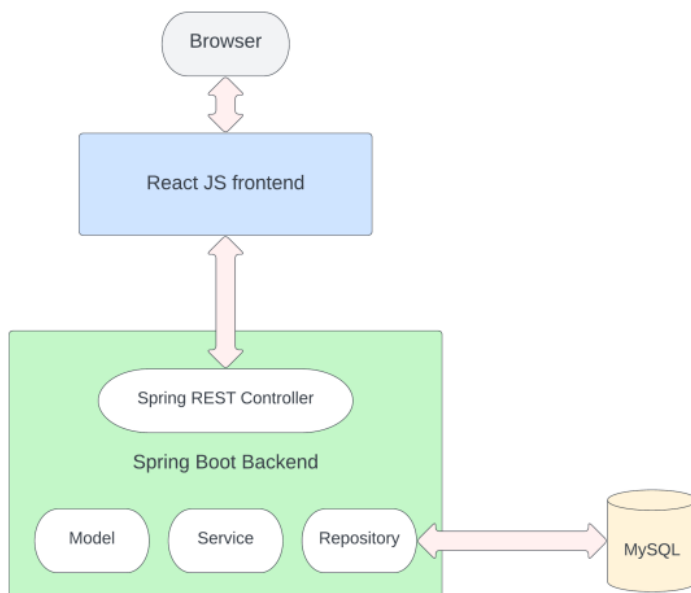 Browser
React JS frontend
Spring REST Controller
Spring Boot Backend
Model
Service
Repository
MySQL